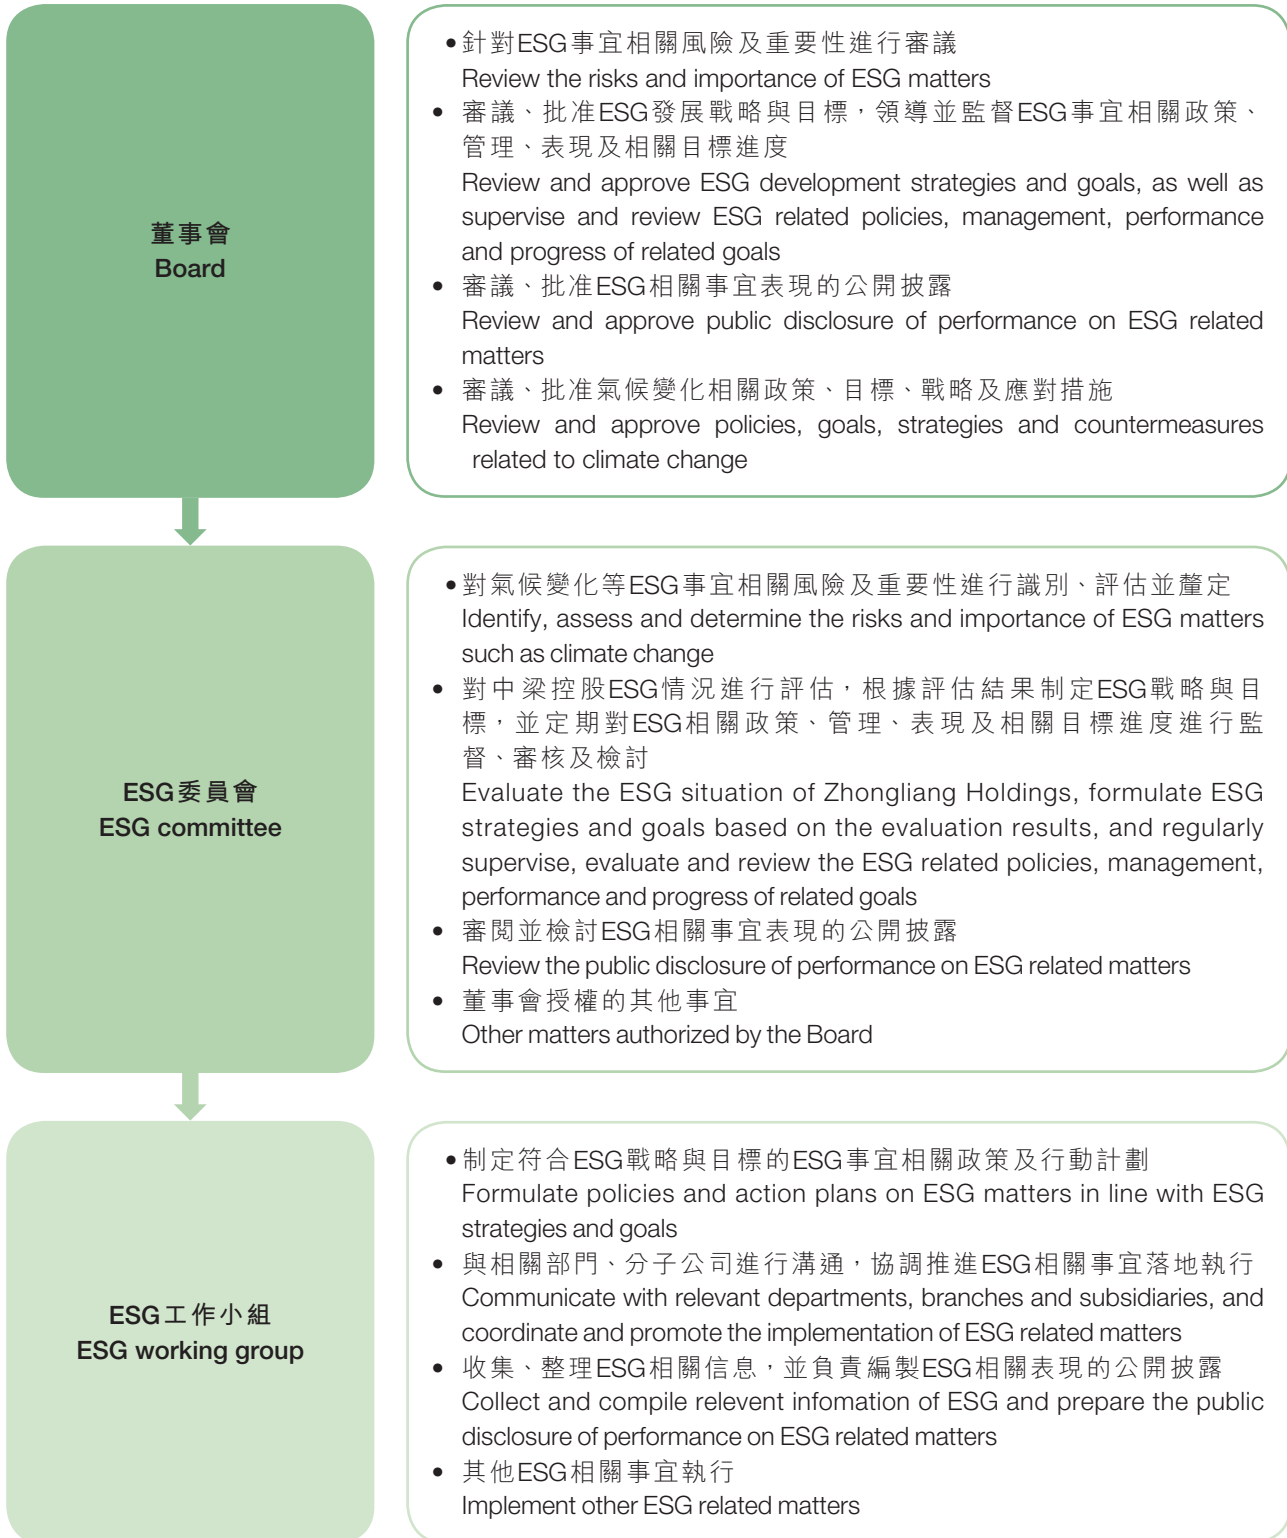 董事會
Board
•針對ESG事宜相關風險及重要性進行審議
Review the risks and importance of ESG matters
• 審議、批准ESG發展戰略與目標，領導並監督ESG事宜相關政策、
管理、表現及相關目標進度
Review and approve ESG development strategies and goals, as well as
supervise and review ESG related policies, management, performance
and progress of related goals
• 審議、批准ESG相關事宜表現的公開披露
Review and approve public disclosure of performance on ESG related
matters
• 審議、批准氣候變化相關政策、目標、戰略及應對措施
Review and approve policies, goals, strategies and countermeasures
related to climate change
ESG委員會
ESG committee
•對氣候變化等ESG事宜相關風險及重要性進行識別、評估並釐定
Identify, assess and determine the risks and importance of ESG matters
such as climate change
• 對中梁控股ESG情況進行評估，根據評估結果制定ESG戰略與目
標，並定期對ESG相關政策、管理、表現及相關目標進度進行監
督、審核及檢討
Evaluate the ESG situation of Zhongliang Holdings, formulate ESG
strategies and goals based on the evaluation results, and regularly
supervise, evaluate and review the ESG related policies, management,
performance and progress of related goals
• 審閱並檢討ESG相關事宜表現的公開披露
Review the public disclosure of performance on ESG related matters
• 董事會授權的其他事宜
Other matters authorized by the Board
ESG工作小組
ESG working group
•制定符合ESG戰略與目標的ESG事宜相關政策及行動計劃
Formulate policies and action plans on ESG matters in line with ESG
strategies and goals
• 與相關部門、分子公司進行溝通，協調推進ESG相關事宜落地執行
Communicate with relevant departments, branches and subsidiaries, and
coordinate and promote the implementation of ESG related matters
• 收集、整理ESG相關信息，並負責編製ESG相關表現的公開披露
Collect and compile relevent infomation of ESG and prepare the public
disclosure of performance on ESG related matters
• 其他ESG相關事宜執行
Implement other ESG related matters